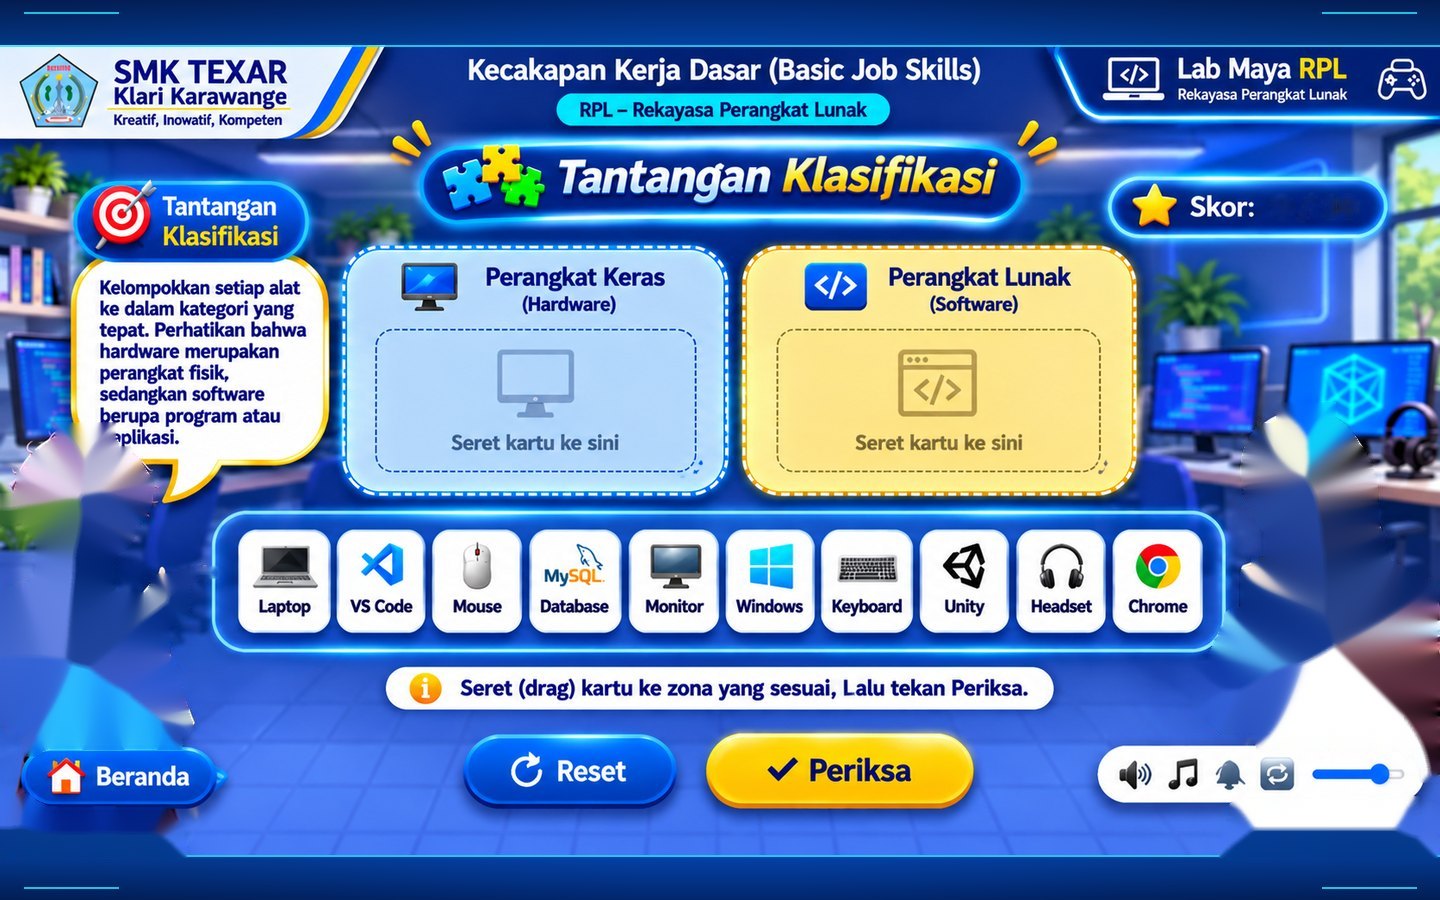 SMK TEXAR
Klari Karawange
Kreatif, Inowatif, Kompeten
Kecakapan Kerja Dasar (Basic Job Skills)
RPL – Rekayasa Perangkat Lunak
Lab Maya RPL
Rekayasa Perangkat Lunak
Tantangan Klasifikasi
Tantangan
Klasifikasi
Skor:
Kelompokkan setiap alat
ke dalam kategori yang
tepat. Perhatikan bahwa
hardware merupakan
perangkat fisik,
sedangkan software
berupa program atau
aplikasi.
Perangkat Keras
(Hardware)
Seret kartu ke sini
Perangkat Lunak
(Software)
Seret kartu ke sini
Laptop
VS Code
Mouse
MySQL
Database
Monitor
Windows
Keyboard
Unity
Headset
Chrome
Seret (drag) kartu ke zona yang sesuai, Lalu tekan Periksa.
Beranda
Reset
Periksa